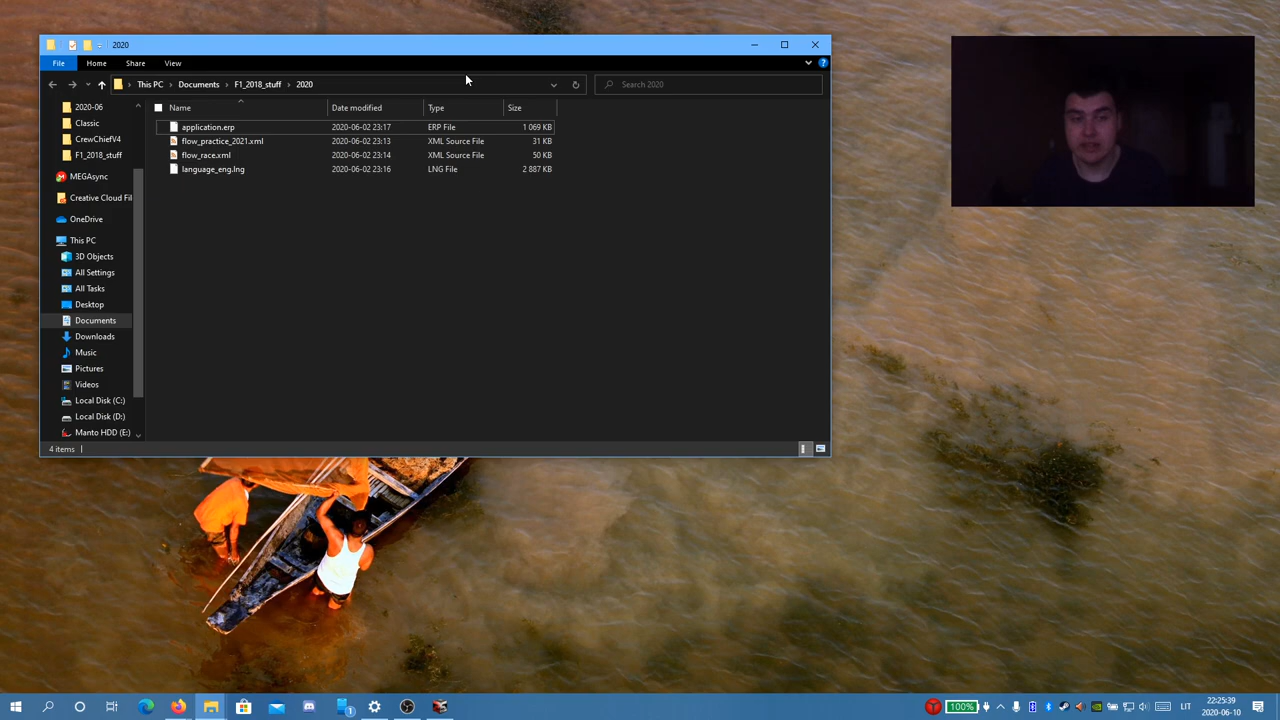 2020
File Home Share View
This PC Documents F1_2018_stuff 2020 Search 2020
Name Date modified Type Size
application.erp 2020-06-02 23:17 ERP File 1 069 KB
flow_practice_2021.xml 2020-06-02 23:13 XML Source File 31 KB
flow_race.xml 2020-06-02 23:14 XML Source File 50 KB
language_eng.lng 2020-06-02 23:16 LNG File 2 887 KB
2020-06
Classic
CrewChiefV4
F1_2018_stuff
MEGAsync
Creative Cloud Fil
OneDrive
This PC
3D Objects
All Settings
All Tasks
Desktop
Documents
Downloads
Music
Pictures
Videos
Local Disk (C:)
Local Disk (D:)
Manto HDD (E:)
4 items
100% LIT 22:25:39
2020-06-10